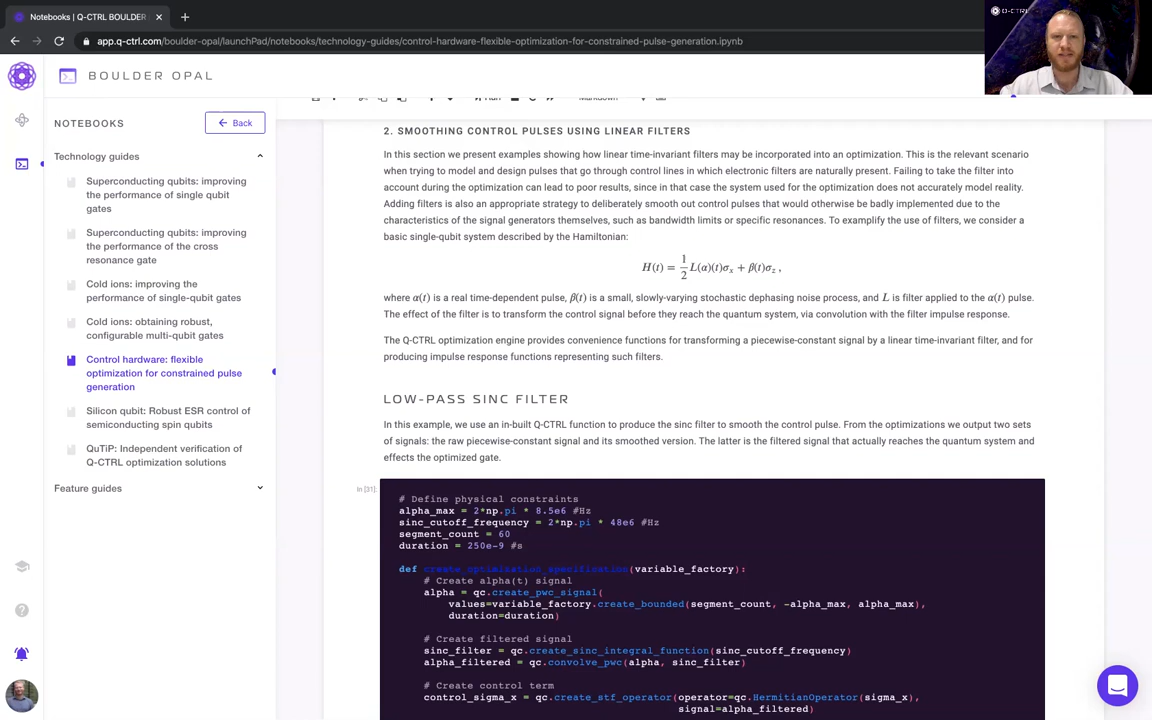 Notebooks | Q-CTRL BOULDER
app.q-ctrl.com/boulder-opal/launchPad/notebooks/technology-guides/control-hardware-flexible-optimization-for-constrained-pulse-generation.ipynb
Q-CTRL
BOULDER OPAL
NOTEBOOKS
Back
Technology guides
Superconducting qubits: improving
the performance of single qubit
gates
Superconducting qubits: improving
the performance of the cross
resonance gate
Cold ions: improving the
performance of single-qubit gates
Cold ions: obtaining robust,
configurable multi-qubit gates
Control hardware: flexible
optimization for constrained pulse
generation
Silicon qubit: Robust ESR control of
semiconducting spin qubits
QuTiP: Independent verification of
Q-CTRL optimization solutions
Feature guides
2. SMOOTHING CONTROL PULSES USING LINEAR FILTERS
In this section we present examples showing how linear time-invariant filters may be incorporated into an optimization. This is the relevant scenario
when trying to model and design pulses that go through control lines in which electronic filters are naturally present. Failing to take the filter into
account during the optimization can lead to poor results, since in that case the system used for the optimization does not accurately model reality.
Adding filters is also an appropriate strategy to deliberately smooth out control pulses that would otherwise be badly implemented due to the
characteristics of the signal generators themselves, such as bandwidth limits or specific resonances. To examplify the use of filters, we consider a
basic single-qubit system described by the Hamiltonian:
H(t) = 1/2 L(α)(t)σx + β(t)σz ,
where α(t) is a real time-dependent pulse, β(t) is a small, slowly-varying stochastic dephasing noise process, and L is filter applied to the α(t) pulse.
The effect of the filter is to transform the control signal before they reach the quantum system, via convolution with the filter impulse response.
The Q-CTRL optimization engine provides convenience functions for transforming a piecewise-constant signal by a linear time-invariant filter, and for
producing impulse response functions representing such filters.
LOW-PASS SINC FILTER
In this example, we use an in-built Q-CTRL function to produce the sinc filter to smooth the control pulse. From the optimizations we output two sets
of signals: the raw piecewise-constant signal and its smoothed version. The latter is the filtered signal that actually reaches the quantum system and
effects the optimized gate.
In [31]:
# Define physical constraints
alpha_max = 2*np.pi * 8.5e6 #Hz
sinc_cutoff_frequency = 2*np.pi * 48e6 #Hz
segment_count = 60
duration = 250e-9 #s
def create_optimization_specification(variable_factory):
# Create alpha(t) signal
alpha = qc.create_pwc_signal(
values=variable_factory.create_bounded(segment_count, -alpha_max, alpha_max),
duration=duration)
# Create filtered signal
sinc_filter = qc.create_sinc_integral_function(sinc_cutoff_frequency)
alpha_filtered = qc.convolve_pwc(alpha, sinc_filter)
# Create control term
control_sigma_x = qc.create_stf_operator(operator=qc.HermitianOperator(sigma_x),
signal=alpha_filtered)